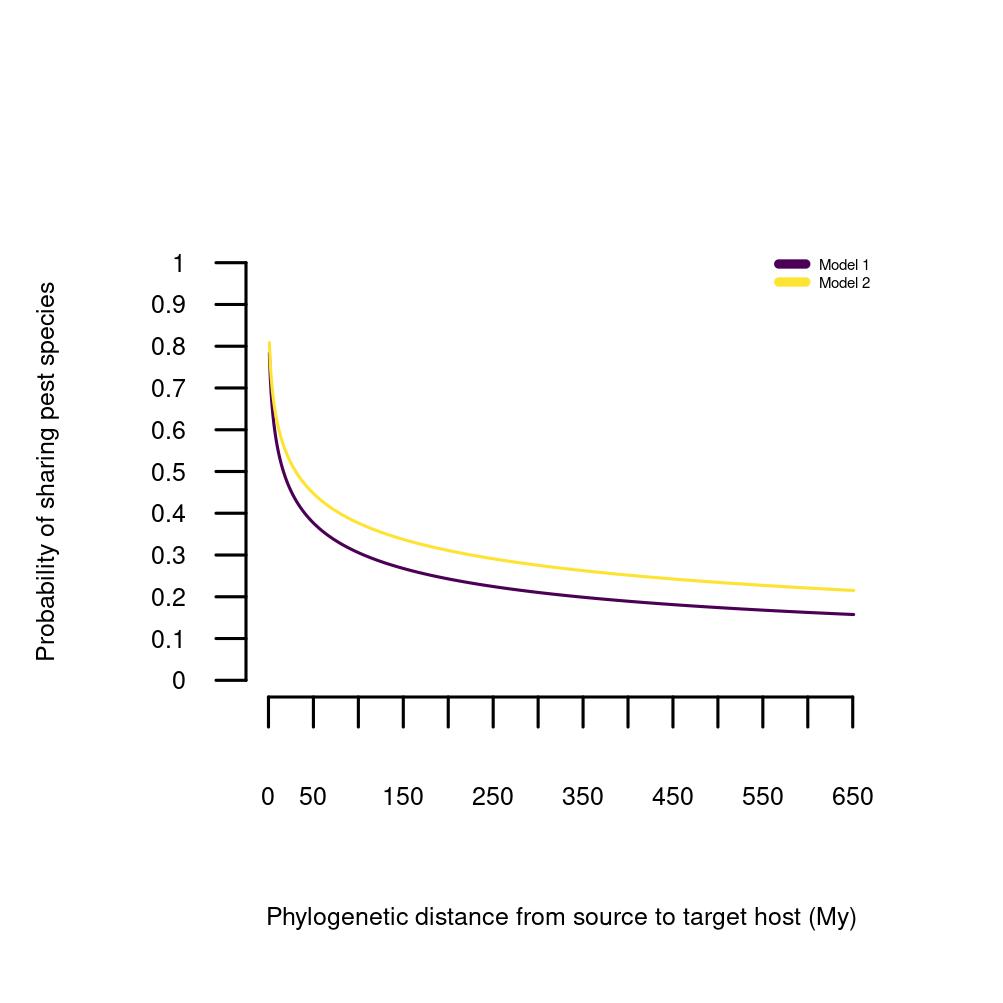 Model 1
Model 2
Probability of sharing pest species
1
0.9
0.8
0.7
0.6
0.5
0.4
0.3
0.2
0.1
0
0 50 150 250 350 450 550 650
Phylogenetic distance from source to target host (My)